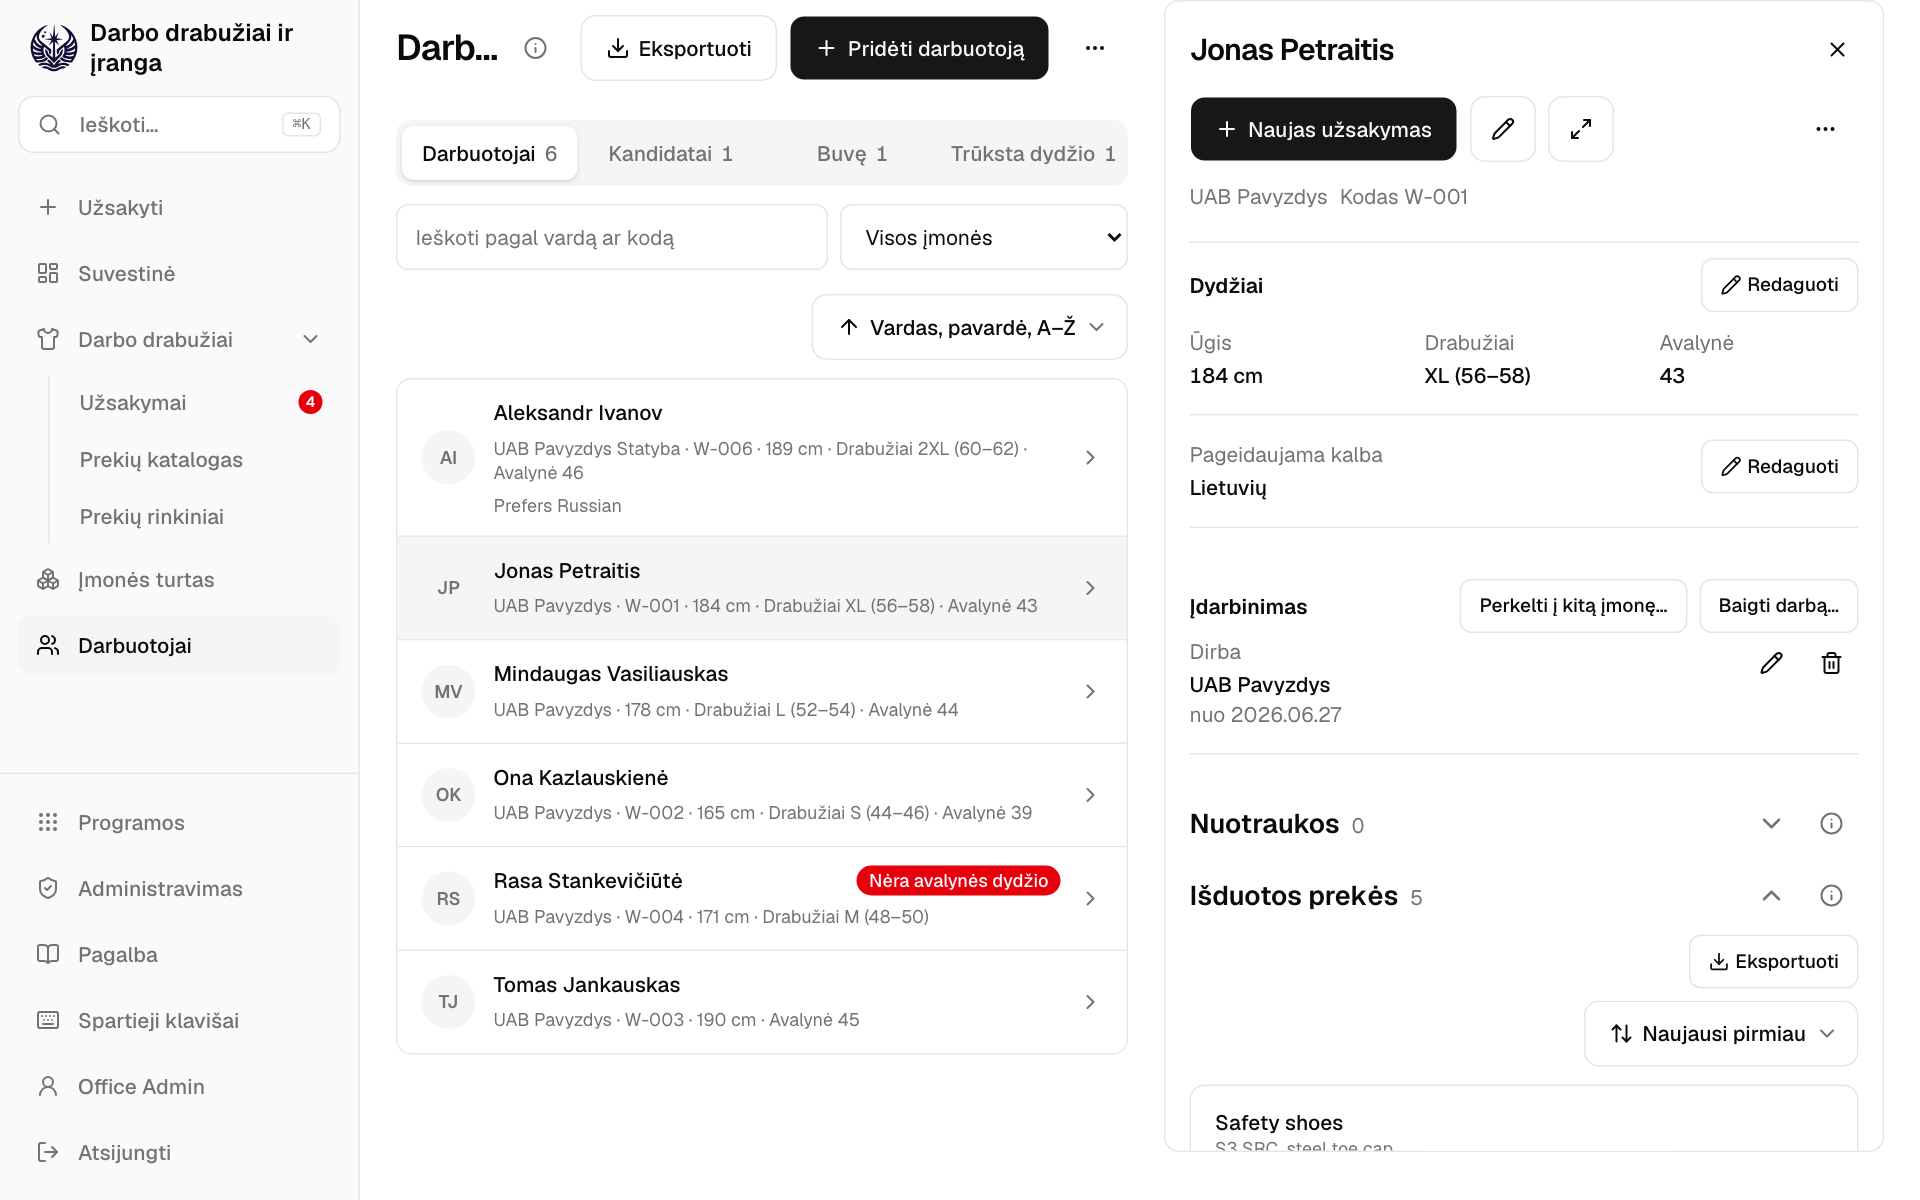 Darbo drabužiai ir
įranga
Ieškoti...
⌘K
Užsakyti
Suvestinė
Darbo drabužiai
Užsakymai
4
Prekių katalogas
Prekių rinkiniai
Įmonės turtas
Darbuotojai
Programos
Administravimas
Pagalba
Spartieji klavišai
Office Admin
Atsijungti
Darb...
Eksportuoti
Pridėti darbuotoją
Darbuotojai 6
Kandidatai 1
Buvę 1
Trūksta dydžio 1
Ieškoti pagal vardą ar kodą
Visos įmonės
Vardas, pavardė, A–Ž
AI
Aleksandr Ivanov
UAB Pavyzdys Statyba · W-006 · 189 cm · Drabužiai 2XL (60–62) ·
Avalynė 46
Prefers Russian
JP
Jonas Petraitis
UAB Pavyzdys · W-001 · 184 cm · Drabužiai XL (56–58) · Avalynė 43
MV
Mindaugas Vasiliauskas
UAB Pavyzdys · 178 cm · Drabužiai L (52–54) · Avalynė 44
OK
Ona Kazlauskienė
UAB Pavyzdys · W-002 · 165 cm · Drabužiai S (44–46) · Avalynė 39
RS
Rasa Stankevičiūtė
Nėra avalynės dydžio
UAB Pavyzdys · W-004 · 171 cm · Drabužiai M (48–50)
TJ
Tomas Jankauskas
UAB Pavyzdys · W-003 · 190 cm · Avalynė 45
Jonas Petraitis
Naujas užsakymas
UAB Pavyzdys Kodas W-001
Dydžiai
Redaguoti
Ūgis
184 cm
Drabužiai
XL (56–58)
Avalynė
43
Pageidaujama kalba
Lietuvių
Redaguoti
Įdarbinimas
Perkelti į kitą įmonę...
Baigti darbą...
Dirba
UAB Pavyzdys
nuo 2026.06.27
Nuotraukos 0
Išduotos prekės 5
Eksportuoti
Naujausi pirmiau
Safety shoes
S3 SRC, steel toe cap